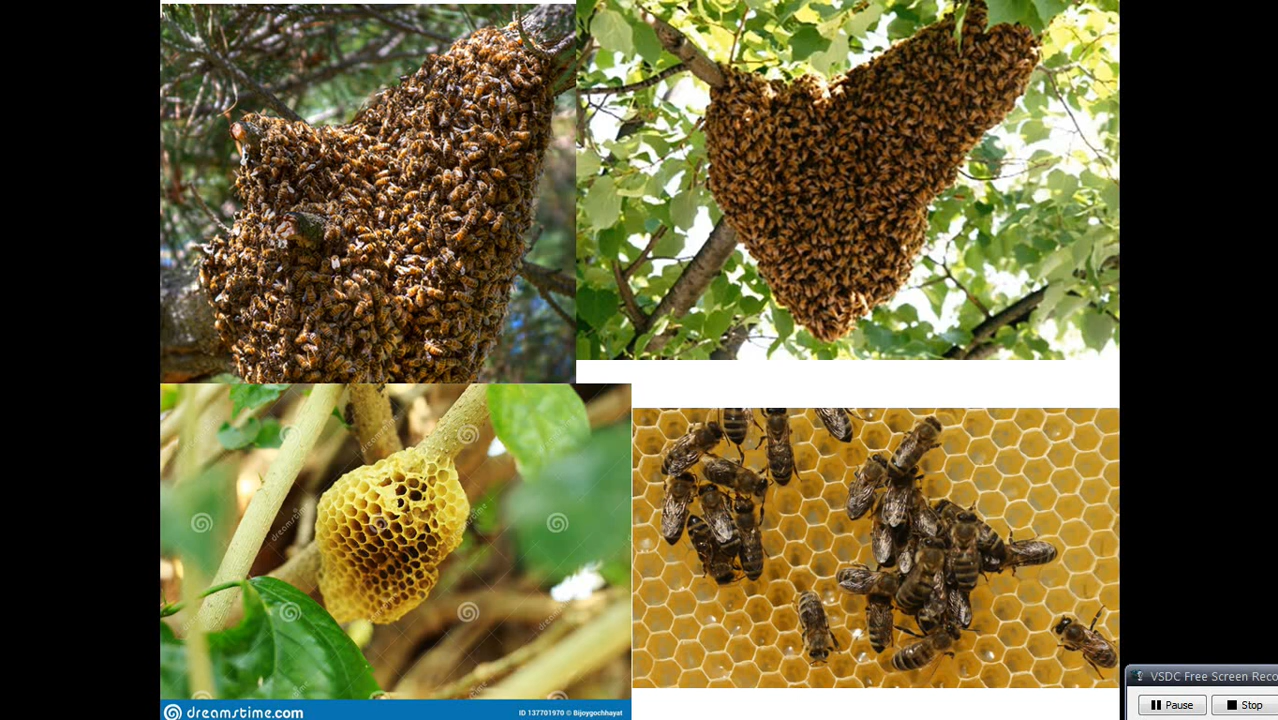 dreamstime.com
ID 137701970 © Bijoygochhayat
VSDC Free Screen Reco
Pause
Stop